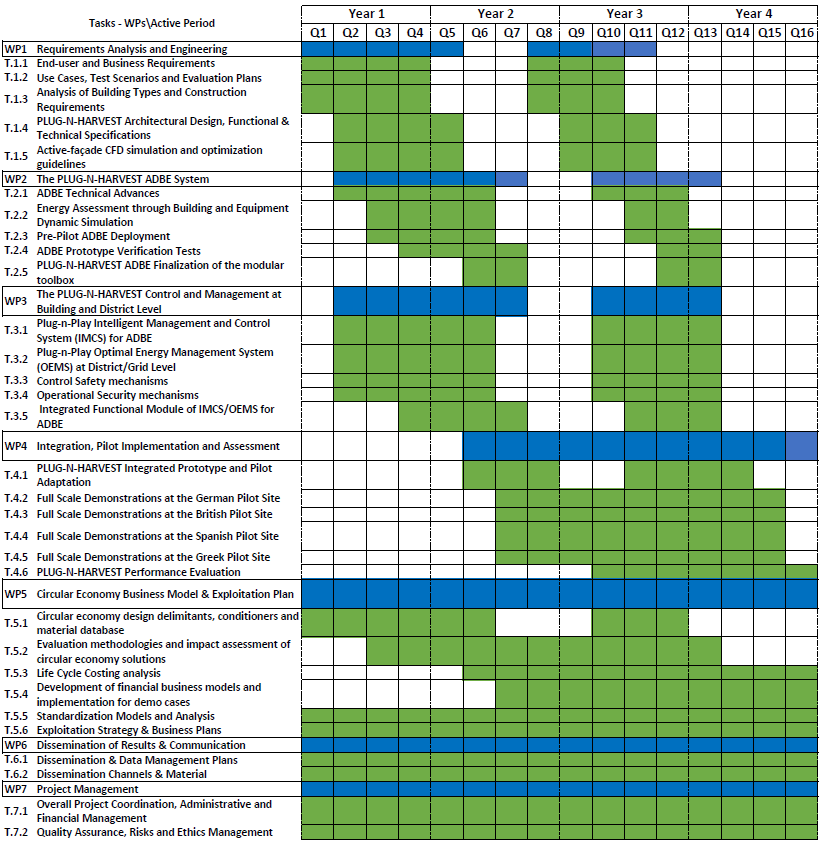 Tasks - WPs\Active Period
Year 1 Year 2 Year 3 Year 4
Q1 Q2 Q3 Q4 Q5 Q6 Q7 Q8 Q9 Q10 Q11 Q12 Q13 Q14 Q15 Q16
WP1 Requirements Analysis and Engineering
T.1.1 End-user and Business Requirements
T.1.2 Use Cases, Test Scenarios and Evaluation Plans
T.1.3 Analysis of Building Types and Construction
Requirements
T.1.4 PLUG-N-HARVEST Architectural Design, Functional &
Technical Specifications
T.1.5 Active-façade CFD simulation and optimization
guidelines
WP2 The PLUG-N-HARVEST ADBE System
T.2.1 ADBE Technical Advances
T.2.2 Energy Assessment through Building and Equipment
Dynamic Simulation
T.2.3 Pre-Pilot ADBE Deployment
T.2.4 ADBE Prototype Verification Tests
T.2.5 PLUG-N-HARVEST ADBE Finalization of the modular
toolbox
WP3 The PLUG-N-HARVEST Control and Management at
Building and District Level
T.3.1 Plug-n-Play Intelligent Management and Control
System (IMCS) for ADBE
T.3.2 Plug-n-Play Optimal Energy Management System
(OEMS) at District/Grid Level
T.3.3 Control Safety mechanisms
T.3.4 Operational Security mechanisms
T.3.5 Integrated Functional Module of IMCS/OEMS for
ADBE
WP4 Integration, Pilot Implementation and Assessment
T.4.1 PLUG-N-HARVEST Integrated Prototype and Pilot
Adaptation
T.4.2 Full Scale Demonstrations at the German Pilot Site
T.4.3 Full Scale Demonstrations at the British Pilot Site
T.4.4 Full Scale Demonstrations at the Spanish Pilot Site
T.4.5 Full Scale Demonstrations at the Greek Pilot Site
T.4.6 PLUG-N-HARVEST Performance Evaluation
WP5 Circular Economy Business Model & Exploitation Plan
T.5.1 Circular economy design delimitants, conditioners and
material database
T.5.2 Evaluation methodologies and impact assessment of
circular economy solutions
T.5.3 Life Cycle Costing analysis
T.5.4 Development of financial business models and
implementation for demo cases
T.5.5 Standardization Models and Analysis
T.5.6 Exploitation Strategy & Business Plans
WP6 Dissemination of Results & Communication
T.6.1 Dissemination & Data Management Plans
T.6.2 Dissemination Channels & Material
WP7 Project Management
T.7.1 Overall Project Coordination, Administrative and
Financial Management
T.7.2 Quality Assurance, Risks and Ethics Management